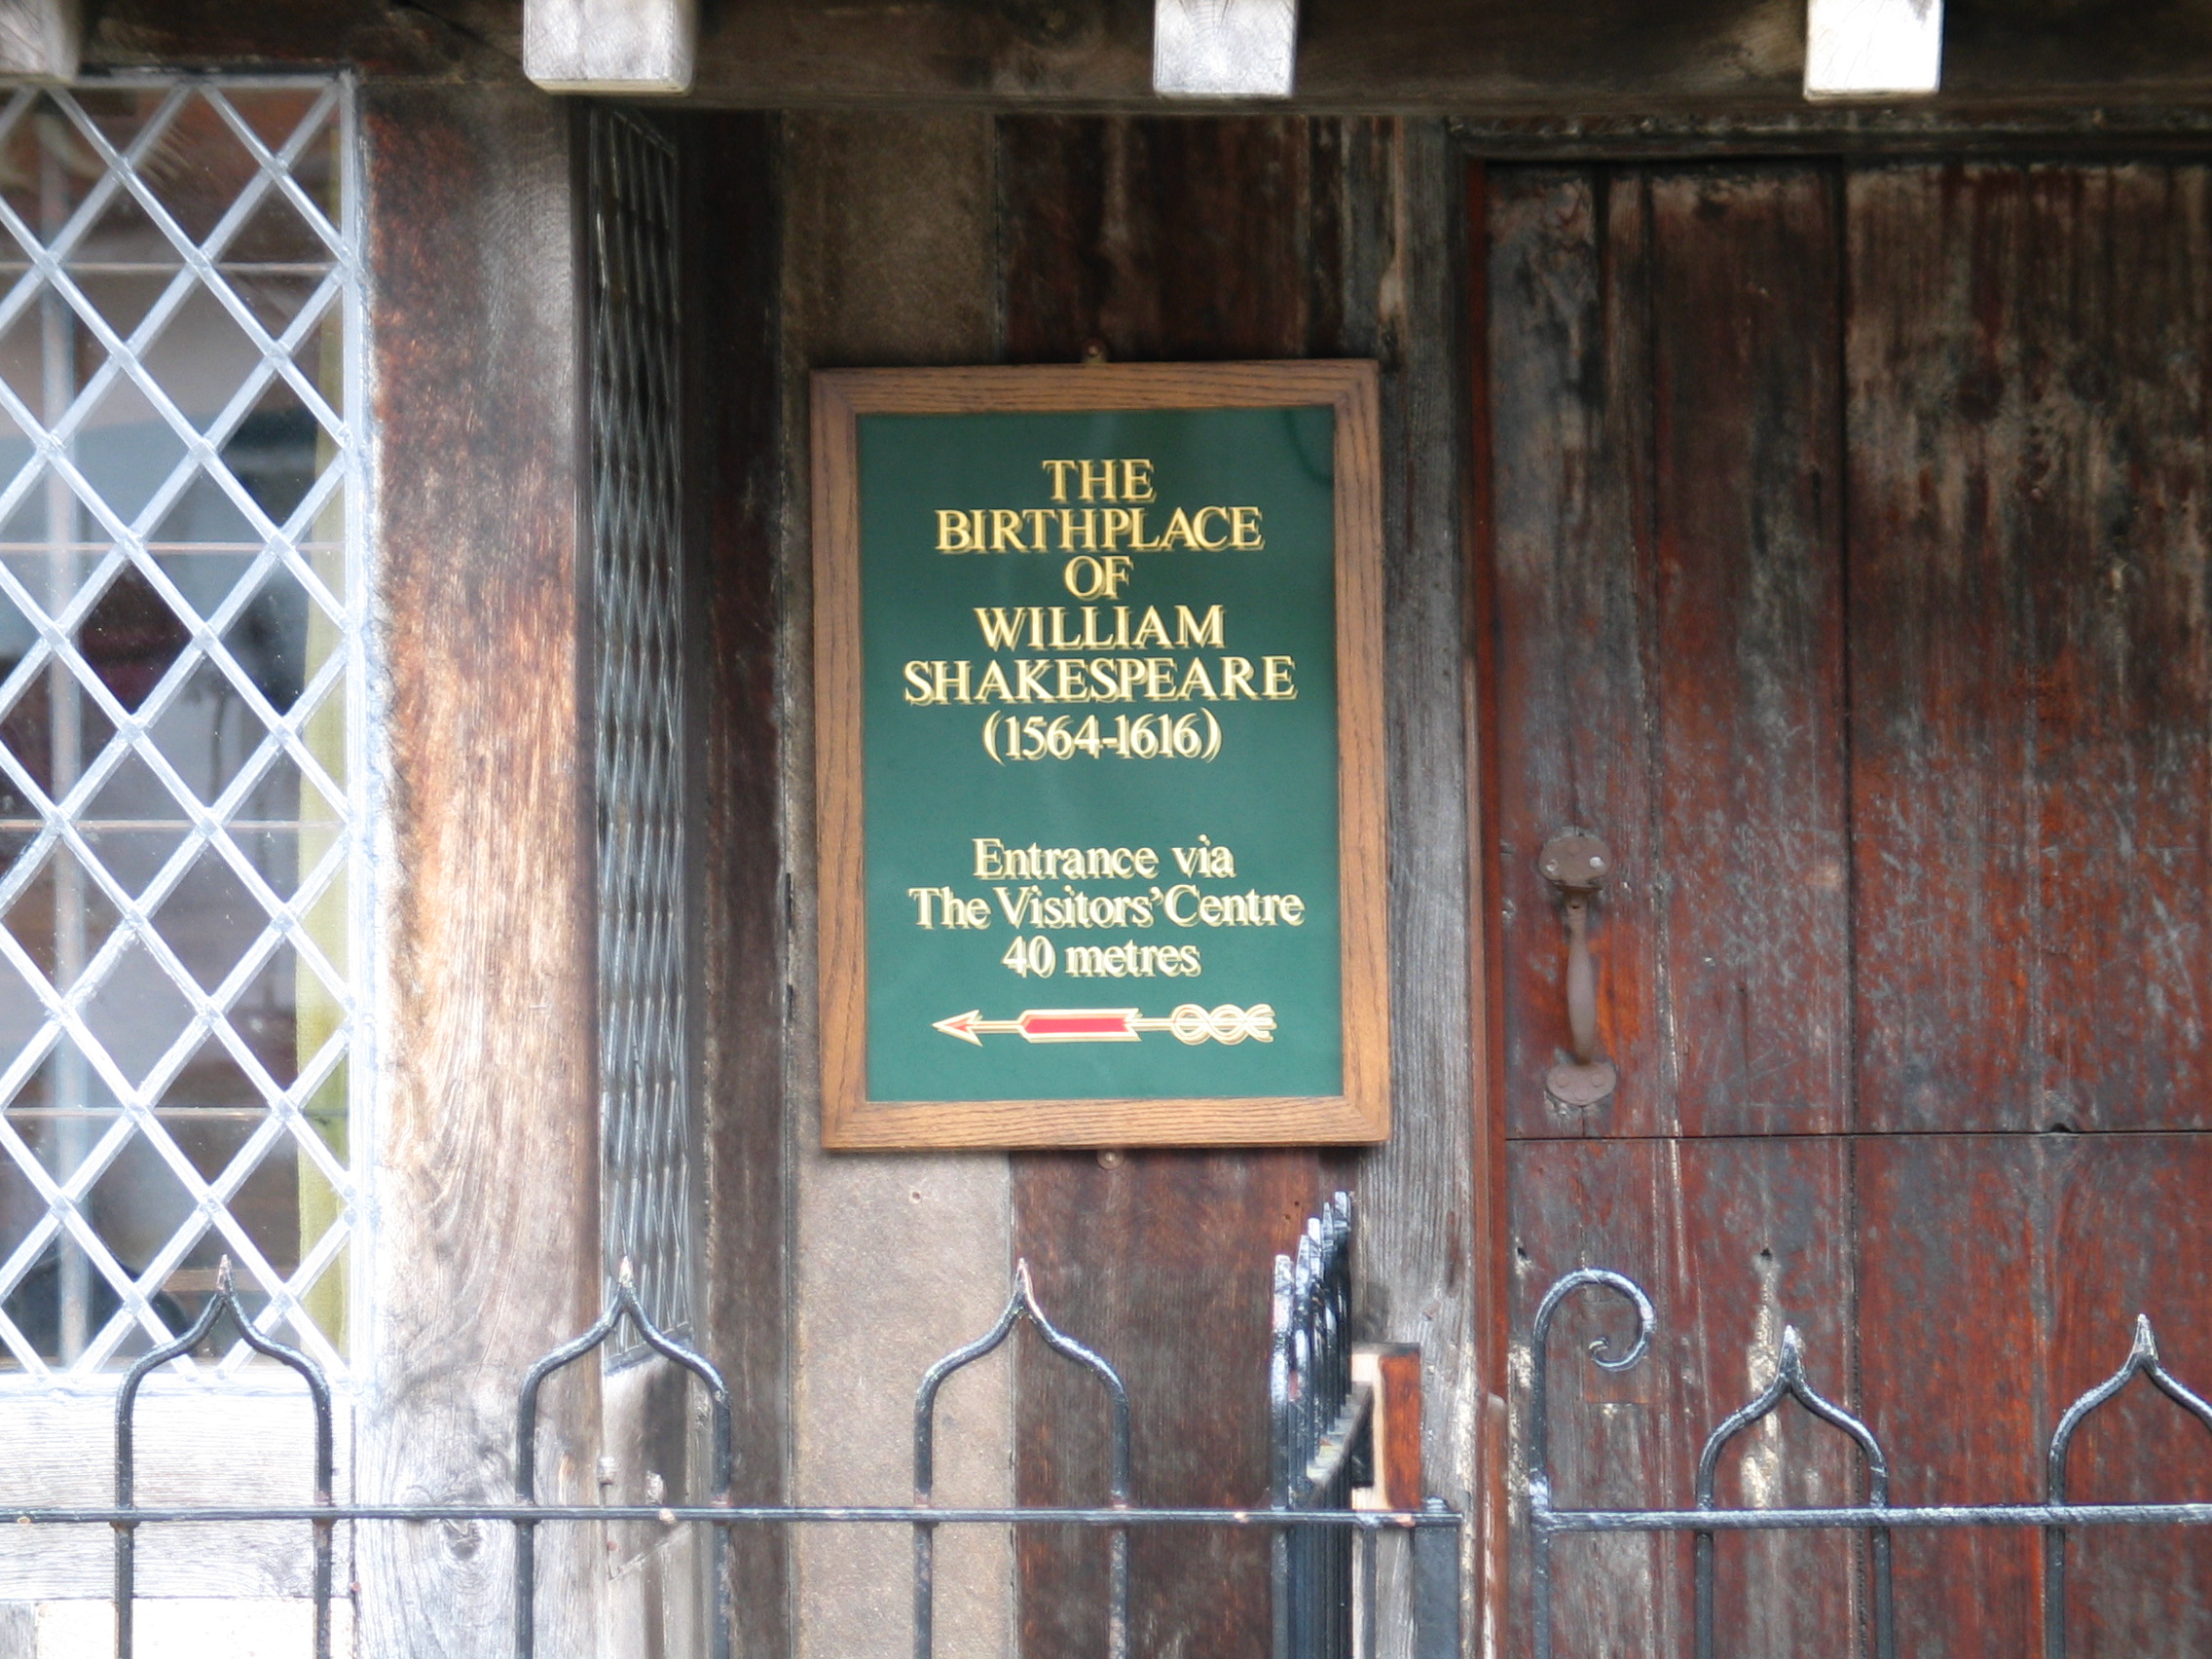 THE
BIRTHPLACE
OF
WILLIAM
SHAKESPEARE
(1564-1616)
Entrance via
The Visitors' Centre
40 metres